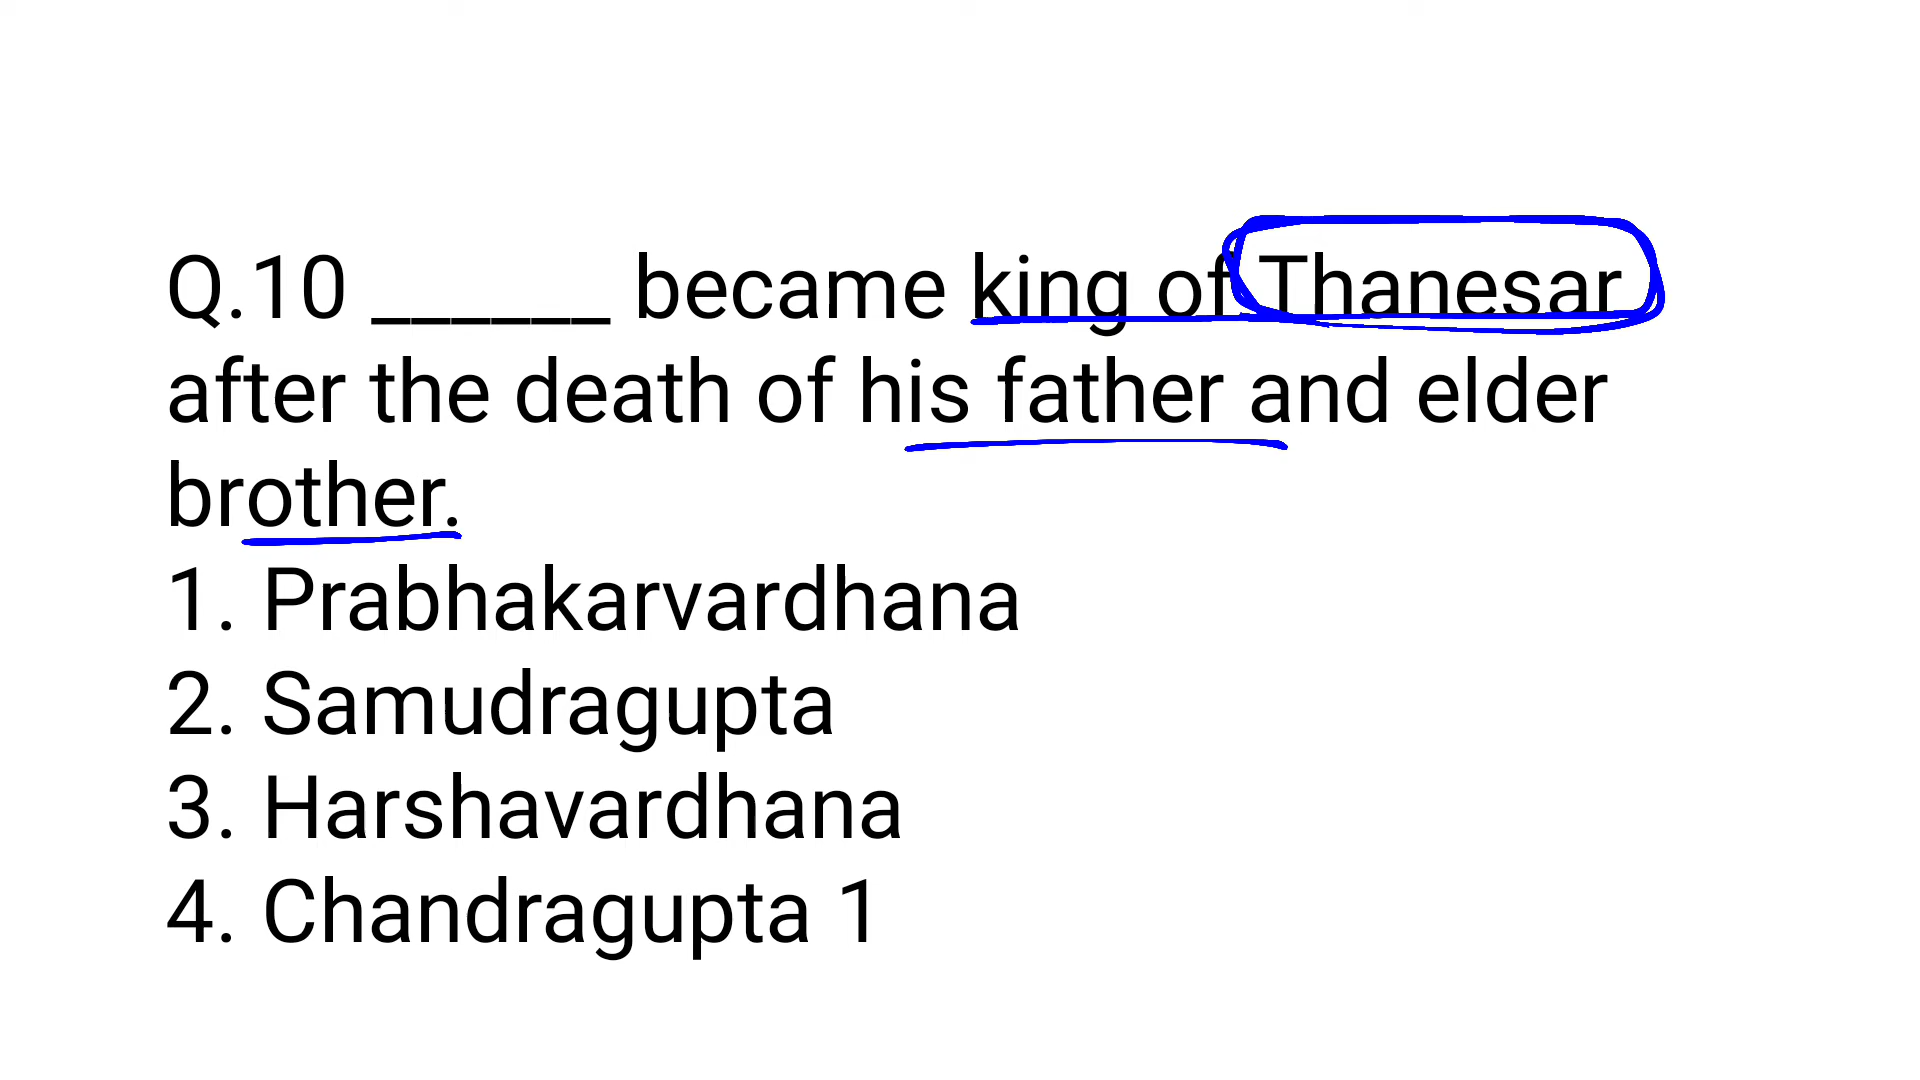 Q.10 ______ became king of Thanesar
after the death of his father and elder
brother.
1. Prabhakarvardhana
2. Samudragupta
3. Harshavardhana
4. Chandragupta 1